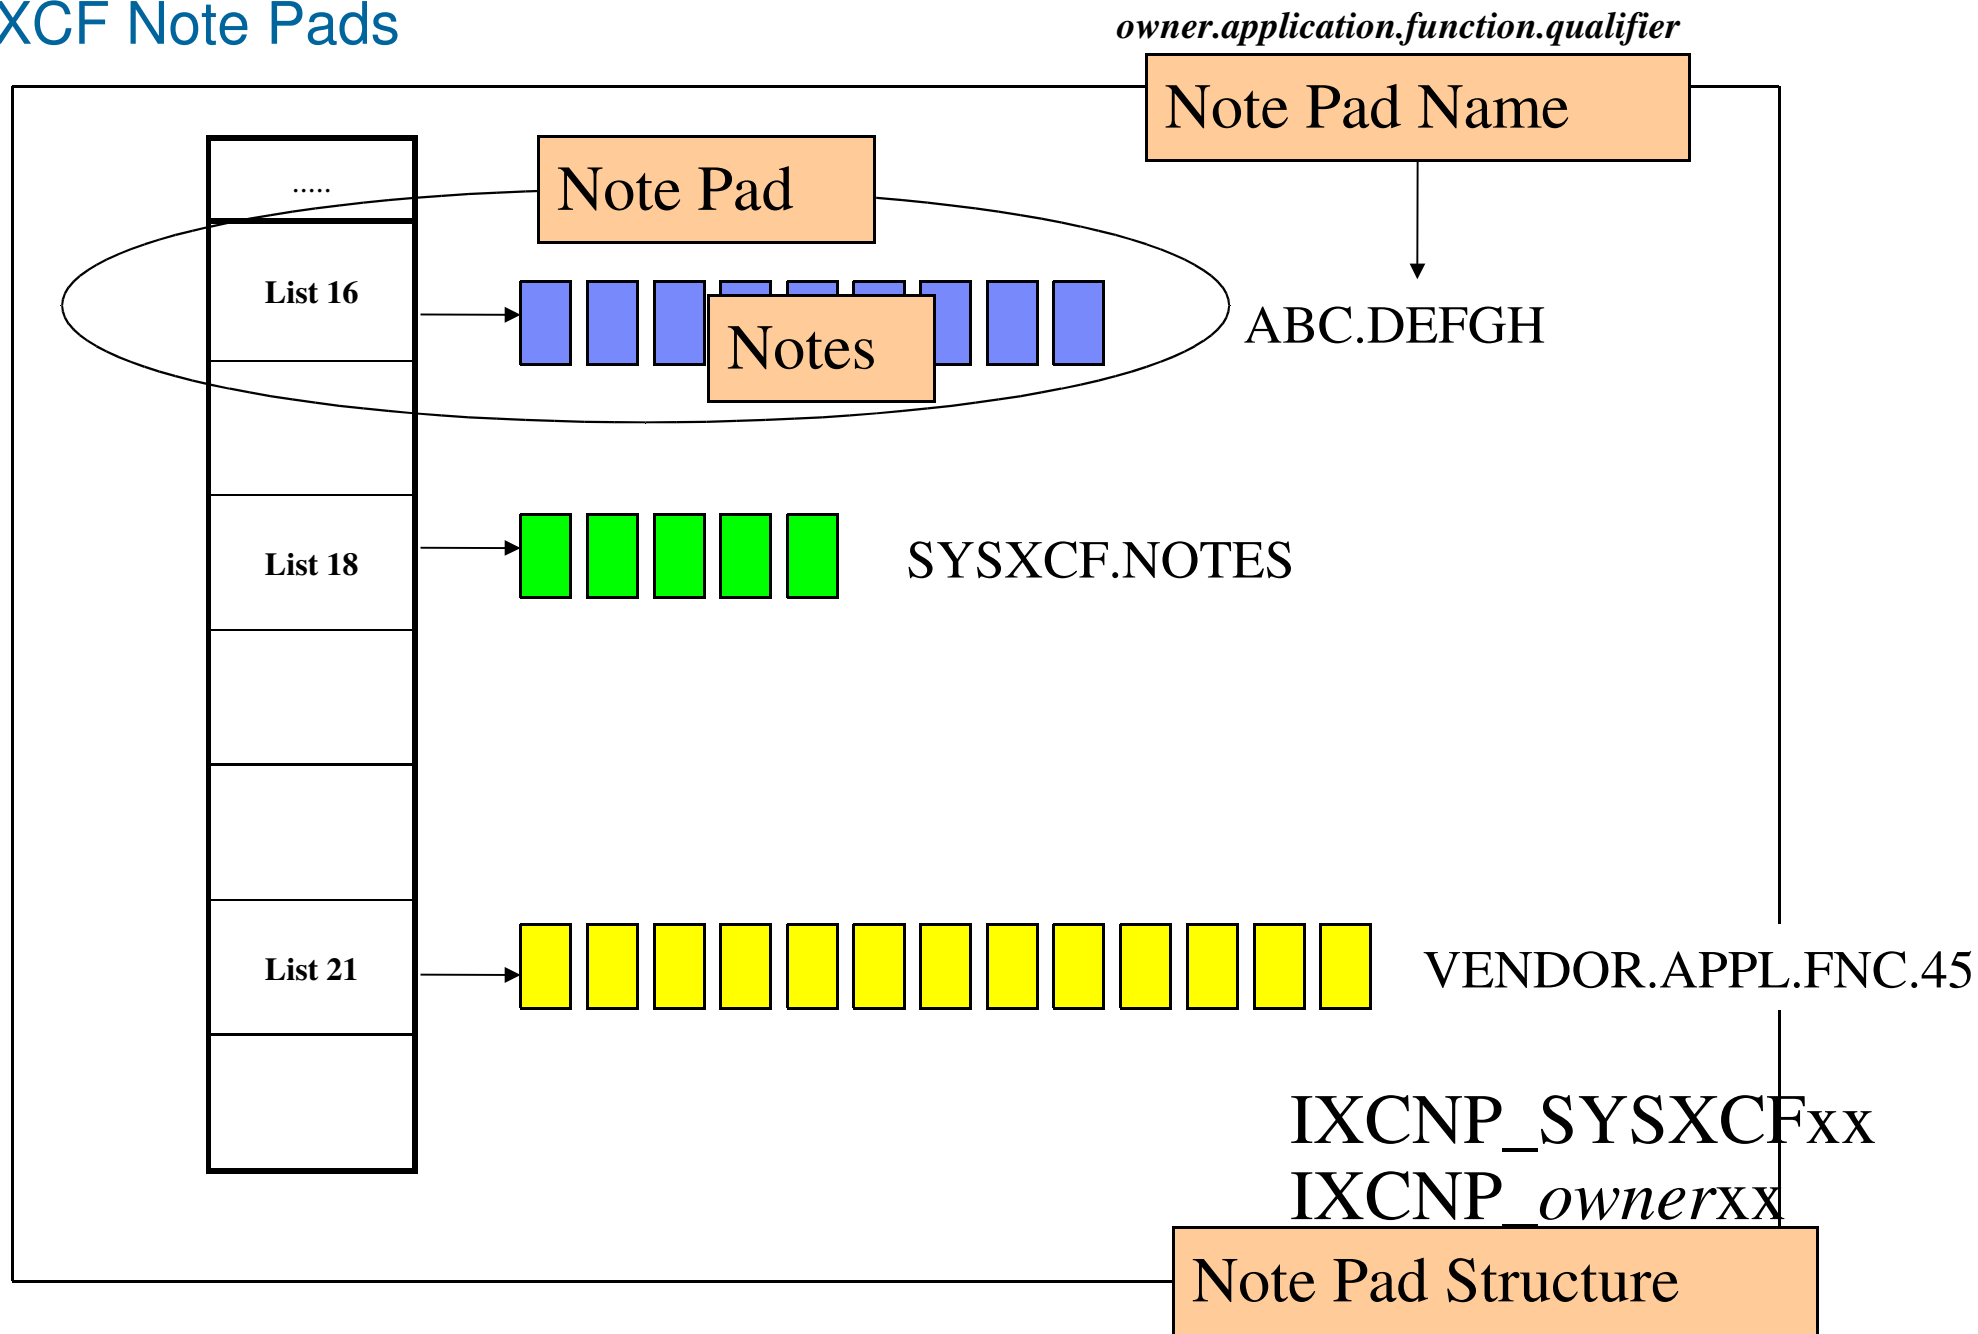 XCF Note Pads
owner.application.function.qualifier
Note Pad Name
.....
Note Pad
List 16
Notes
ABC.DEFGH
List 18
SYSXCF.NOTES
List 21
VENDOR.APPL.FNC.45
IXCNP_SYSXCFxx
IXCNP_ownerxx
Note Pad Structure